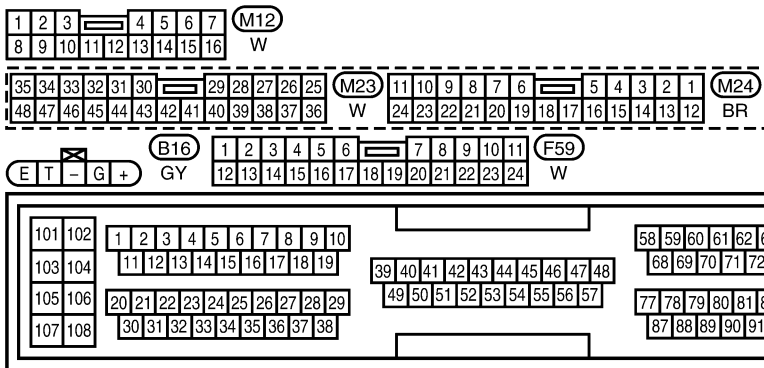 1 2 3 4 5 6 7 M12
8 9 10 11 12 13 14 15 16 W
35 34 33 32 31 30 29 28 27 26 25 M23 11 10 9 8 7 6 5 4 3 2 1 M24
48 47 46 45 44 43 42 41 40 39 38 37 36 W 24 23 22 21 20 19 18 17 16 15 14 13 12 BR
B16 1 2 3 4 5 6 7 8 9 10 11 F59
E T – G + GY 12 13 14 15 16 17 18 19 20 21 22 23 24 W
101 102 1 2 3 4 5 6 7 8 9 10 58 59 60 61 62
103 104 11 12 13 14 15 16 17 18 19 39 40 41 42 43 44 45 46 47 48 68 69 70 71 72
105 106 20 21 22 23 24 25 26 27 28 29 49 50 51 52 53 54 55 56 57 77 78 79 80 81
107 108 30 31 32 33 34 35 36 37 38 87 88 89 90 91